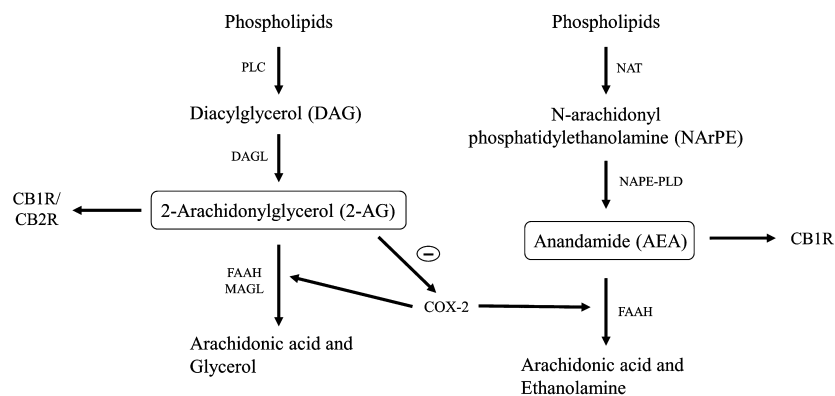 Phospholipids
PLC
Diacylglycerol (DAG)
DAGL
CB1R/
CB2R
2-Arachidonylglycerol (2-AG)
FAAH
MAGL
Arachidonic acid and
Glycerol
−
COX-2
Phospholipids
NAT
N-arachidonyl
phosphatidylethanolamine (NArPE)
NAPE-PLD
Anandamide (AEA)
CB1R
FAAH
Arachidonic acid and
Ethanolamine